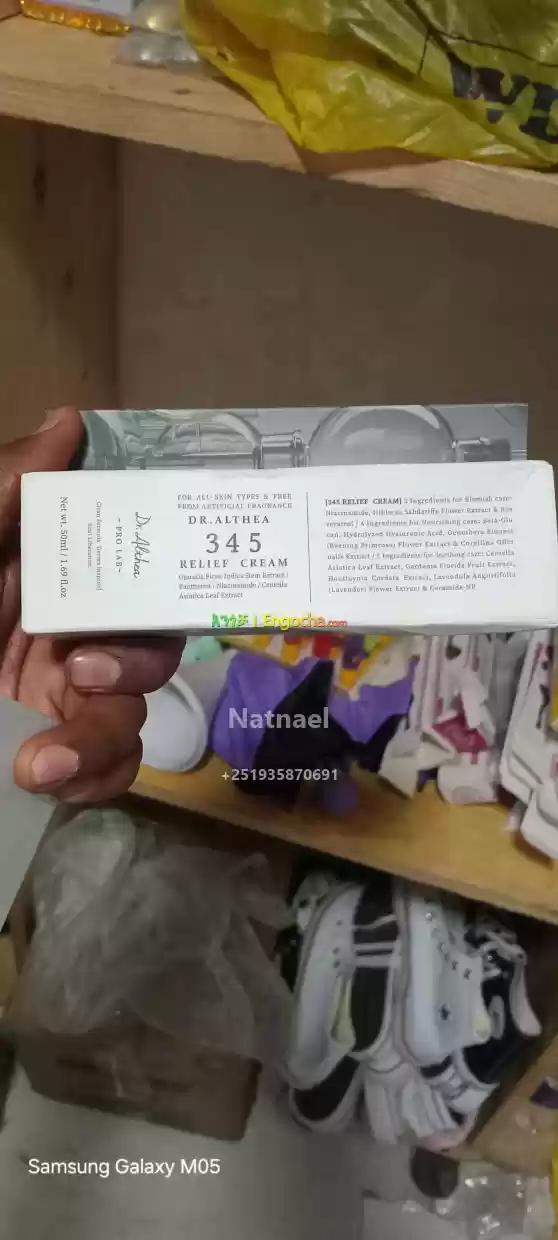 Net wt. 50ml / 1.69 fl.oz
Dr.Althea
- PRO LAB -
FOR ALL SKIN TYPES & FREE
FROM ARTIFICIAL FRAGRANCE
DR.ALTHEA
345
RELIEF CREAM
Opuntia Ficus-Indica Stem Extract /
Panthenol / Niacinamide / Centella
Asiatica Leaf Extract
[345 RELIEF CREAM] 3 Ingredients for Blemish care:
Niacinamide, Hibiscus Sabdariffa Flower Extract &
4 Ingredients for Nourishing care: Beta-Glu
can, Hydrolyzed Hyaluronic Acid, Oenothera Biennis
(Evening Primrose) Flower Extract & Corallina Offici
nalis Extract / 5 Ingredients for Soothing care: Centella
Asiatica Leaf Extract, Gardenia Florida Fruit Extract,
Houttuynia Cordata Extract, Lavandula Angustifolia
(Lavender) Flower Extract & Ceramide NP
እንጎቻ | Engocha.com
Natnael
+251935870691
Samsung Galaxy M05